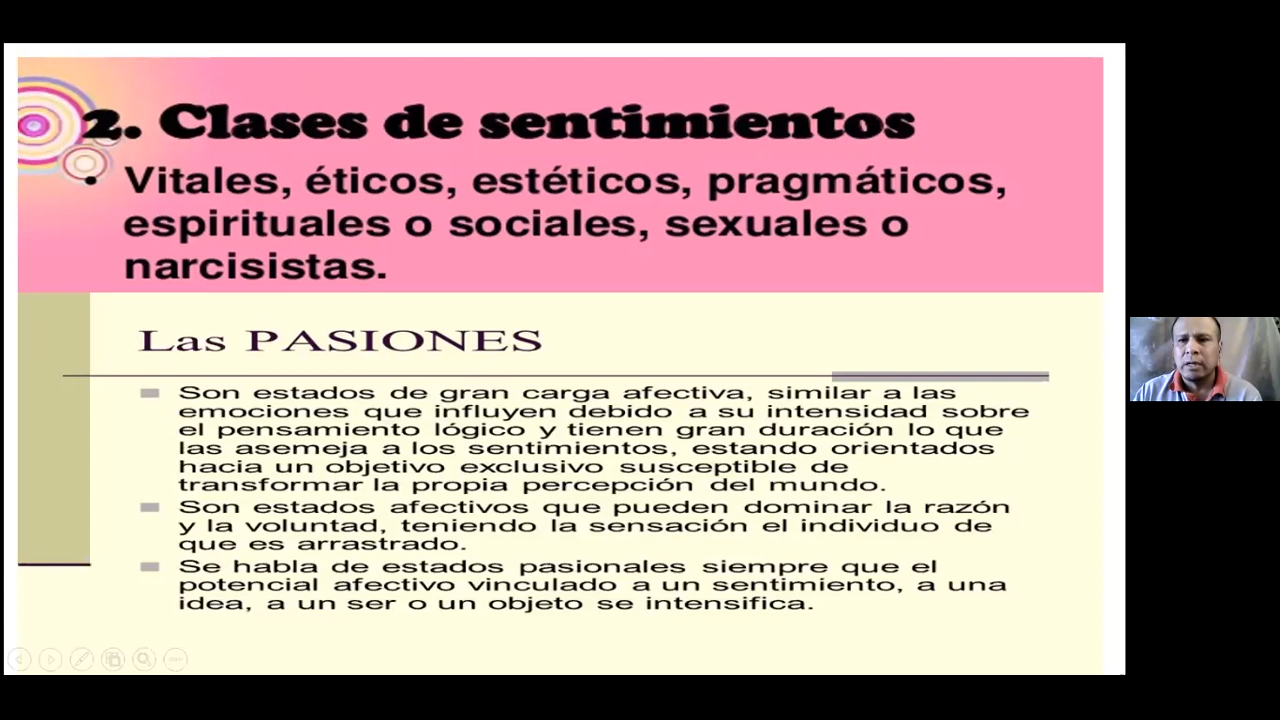 2. Clases de sentimientos
• Vitales, éticos, estéticos, pragmáticos,
espirituales o sociales, sexuales o
narcisistas.
Las PASIONES
Son estados de gran carga afectiva, similar a las
emociones que influyen debido a su intensidad sobre
el pensamiento lógico y tienen gran duración lo que
las asemeja a los sentimientos, estando orientados
hacia un objetivo exclusivo susceptible de
transformar la propia percepción del mundo.
Son estados afectivos que pueden dominar la razón
y la voluntad, teniendo la sensación el individuo de
que es arrastrado.
Se habla de estados pasionales siempre que el
potencial afectivo vinculado a un sentimiento, a una
idea, a un ser o un objeto se intensifica.